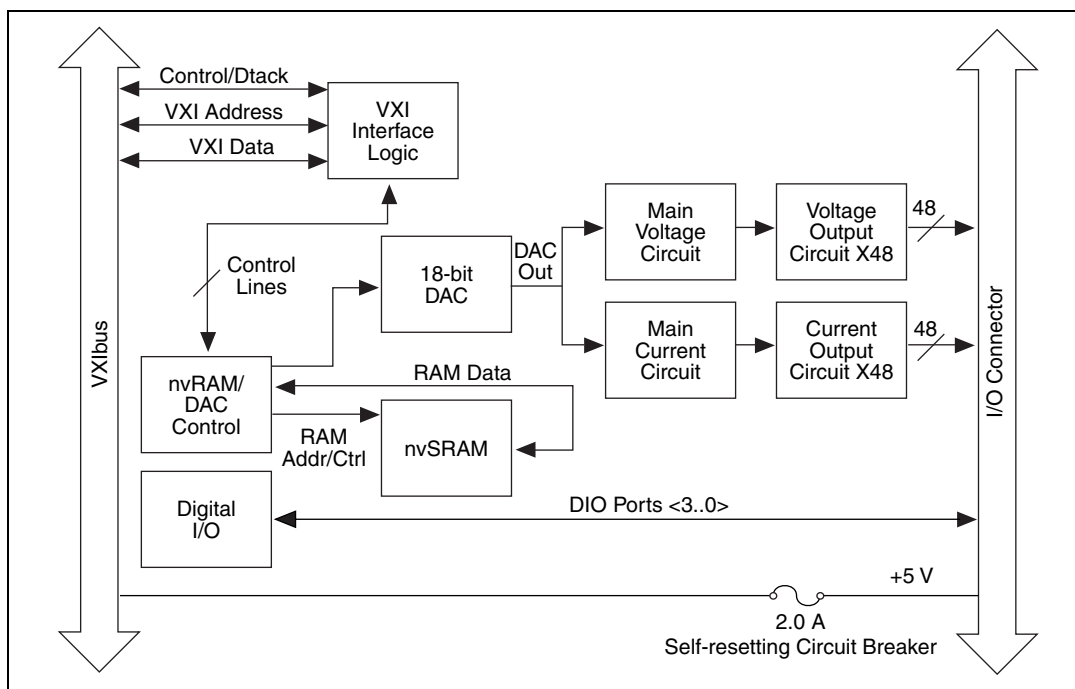 Control/Dtack
VXI Address
VXI Data
VXI
Interface
Logic
Control
Lines
18-bit
DAC
DAC
Out
Main
Voltage
Circuit
Voltage
Output
Circuit X48
48
Main
Current
Circuit
Current
Output
Circuit X48
48
nvRAM/
DAC
Control
RAM Data
RAM
Addr/Ctrl
nvSRAM
Digital
I/O
DIO Ports <3..0>
+5 V
2.0 A
Self-resetting Circuit Breaker
VXIbus
I/O Connector